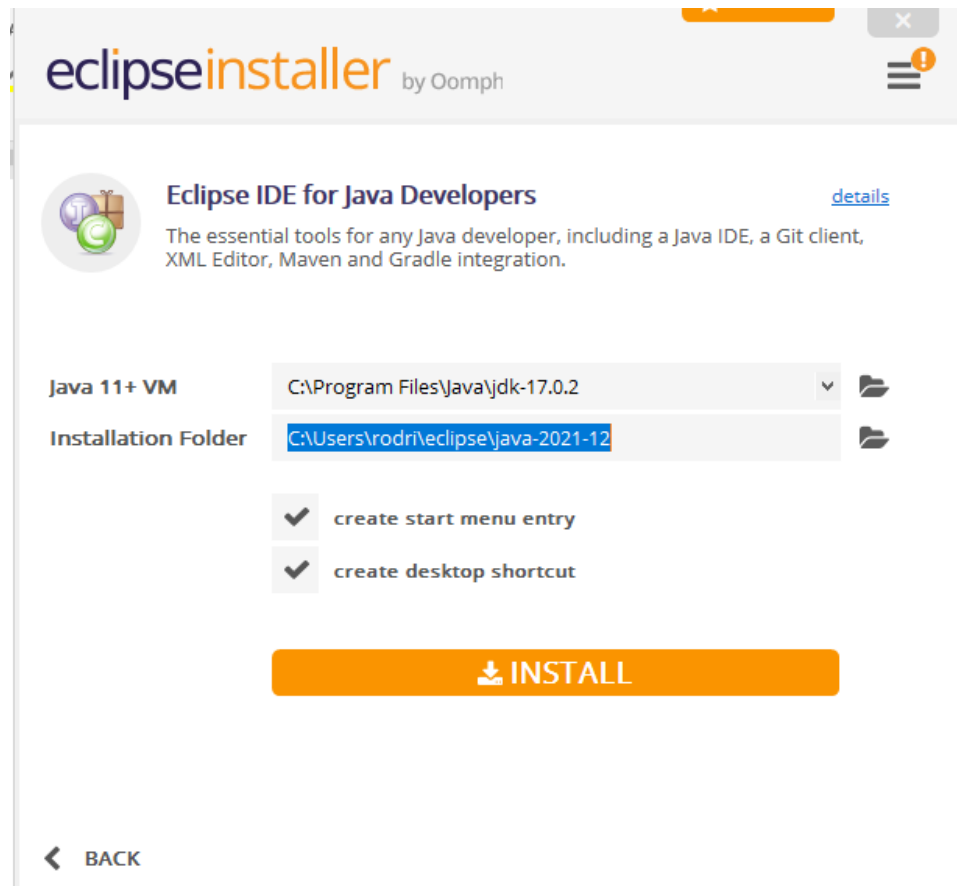 eclipseinstaller by Oomph
Eclipse IDE for Java Developers
details
The essential tools for any Java developer, including a Java IDE, a Git client,
XML Editor, Maven and Gradle integration.
Java 11+ VM
C:\Program Files\Java\jdk-17.0.2
Installation Folder
C:\Users\rodri\eclipse\java-2021-12
create start menu entry
create desktop shortcut
INSTALL
BACK